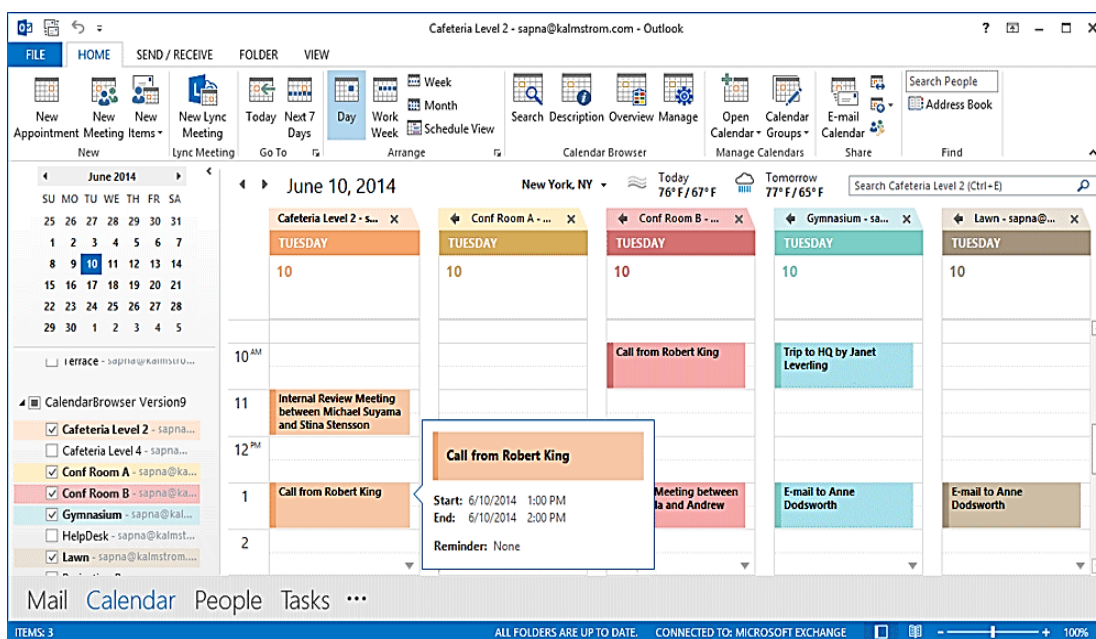 Cafeteria Level 2 - sapna@kalmstrom.com - Outlook
FILE HOME SEND / RECEIVE FOLDER VIEW
New Appointment
New Meeting
New Items
New Lync Meeting
Today
Next 7 Days
Day
Work Week
Week
Month
Schedule View
Search
Description
Overview
Manage
Open Calendar
Calendar Groups
E-mail Calendar
Search People
Address Book
New
Lync Meeting
Go To
Arrange
Calendar Browser
Manage Calendars
Share
Find
June 2014
SU MO TU WE TH FR SA
25 26 27 28 29 30 31
1 2 3 4 5 6 7
8 9 10 11 12 13 14
15 16 17 18 19 20 21
22 23 24 25 26 27 28
29 30 1 2 3 4 5
Terrace - sapna@kalmstro...
CalendarBrowser Version9
Cafeteria Level 2 - sapna...
Cafeteria Level 4 - sapna...
Conf Room A - sapna@ka...
Conf Room B - sapna@ka...
Gymnasium - sapna@kal...
HelpDesk - sapna@kalmst...
Lawn - sapna@kalmstrom....
June 10, 2014
New York, NY
Today
76° F / 67° F
Tomorrow
77° F / 65° F
Search Cafeteria Level 2 (Ctrl+E)
Cafeteria Level 2 - s...
Conf Room A - ...
Conf Room B - ...
Gymnasium - sa...
Lawn - sapna@...
TUESDAY TUESDAY TUESDAY TUESDAY TUESDAY
10 10 10 10 10
10 AM
Call from Robert King
Trip to HQ by Janet
Leverling
11
Internal Review Meeting
between Michael Suyama
and Stina Stensson
12 PM
Call from Robert King
Start: 6/10/2014 1:00 PM
End: 6/10/2014 2:00 PM
Reminder: None
1
Call from Robert King
Meeting between
la and Andrew
E-mail to Anne
Dodsworth
E-mail to Anne
Dodsworth
2
Mail Calendar People Tasks •••
ITEMS: 3
ALL FOLDERS ARE UP TO DATE.
CONNECTED TO: MICROSOFT EXCHANGE
100%